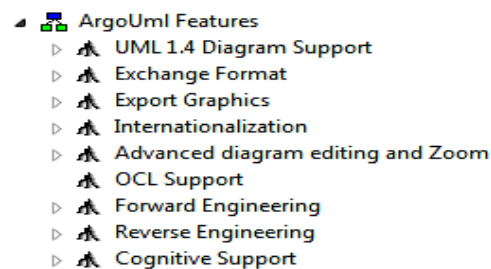 ArgoUml Features
UML 1.4 Diagram Support
Exchange Format
Export Graphics
Internationalization
Advanced diagram editing and Zoom
OCL Support
Forward Engineering
Reverse Engineering
Cognitive Support